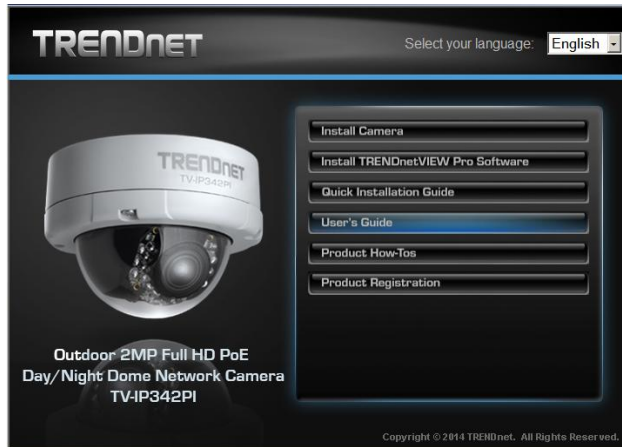 TRENDNET
Select your language: English
TRENDNET
TV-IP342PI
Install Camera
Install TRENDnetVIEW Pro Software
Quick Installation Guide
User's Guide
Product How-Tos
Product Registration
Outdoor 2MP Full HD PoE
Day/Night Dome Network Camera
TV-IP342PI
Copyright © 2014 TRENDnet. All Rights Reserved.